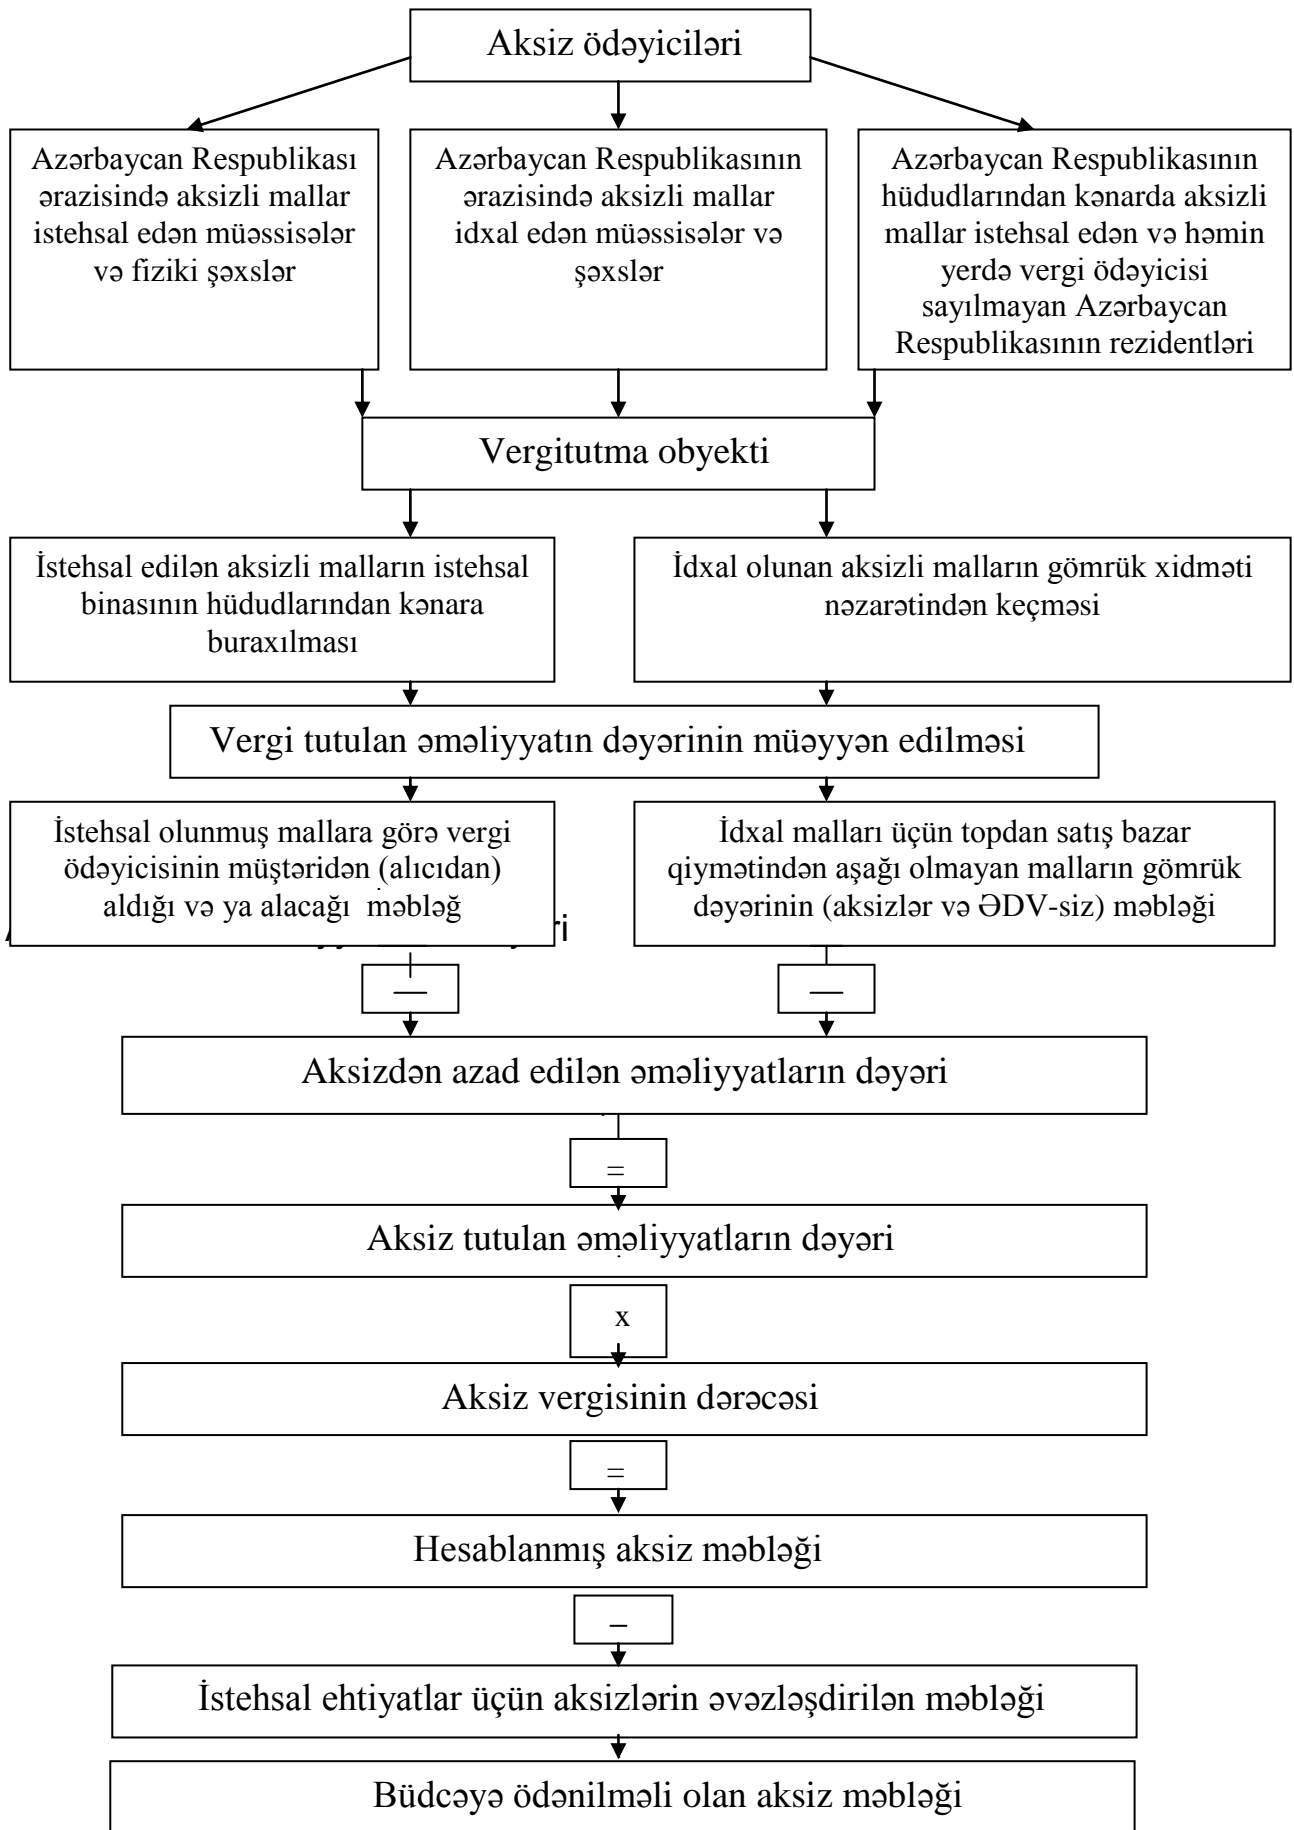 Aksiz ödəyiciləri
Azərbaycan Respublikası
ərazisində aksizli mallar
istehsal edən müəssisələr
və fiziki şəxslər
Azərbaycan Respublikasının
ərazisində aksizli mallar
idxal edən müəssisələr və
şəxslər
Azərbaycan Respublikasının
hüdudlarından kənarda aksizli
mallar istehsal edən və həmin
yerdə vergi ödəyicisi
sayılmayan Azərbaycan
Respublikasının rezidentləri
Vergitutma obyekti
İstehsal edilən aksizli malların istehsal
binasının hüdudlarından kənara
buraxılması
İdxal olunan aksizli malların gömrük xidməti
nəzarətindən keçməsi
Vergi tutulan əməliyyatın dəyərinin müəyyən edilməsi
İstehsal olunmuş mallara görə vergi
ödəyicisinin müştəridən (alıcıdan)
aldığı və ya alacağı məbləğ
İdxal malları üçün topdan satış bazar
qiymətindən aşağı olmayan malların gömrük
dəyərinin (aksizlər və ƏDV-siz) məbləği
—
—
Aksizdən azad edilən əməliyyatların dəyəri
=
Aksiz tutulan əməliyyatların dəyəri
x
Aksiz vergisinin dərəcəsi
=
Hesablanmış aksiz məbləği
–
İstehsal ehtiyatlar üçün aksizlərin əvəzləşdirilən məbləği
Büdcəyə ödənilməli olan aksiz məbləği